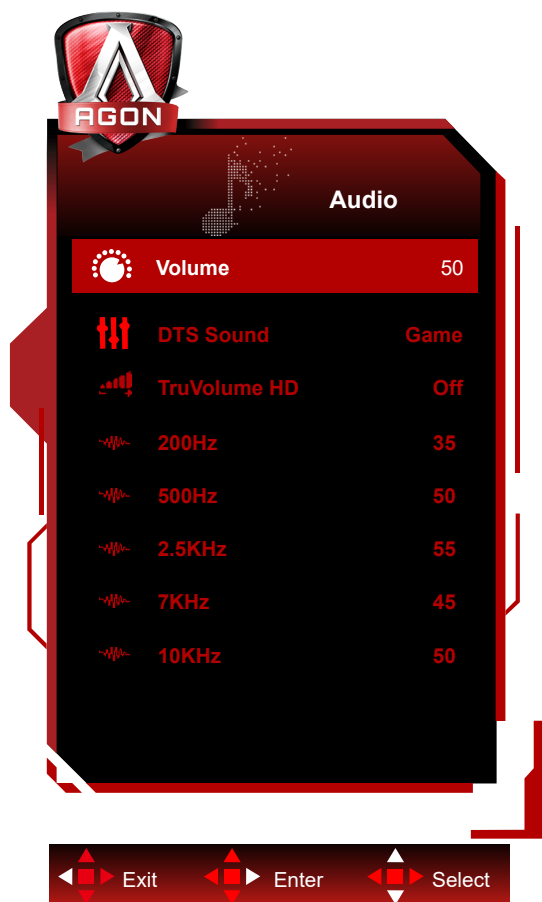 AGON
Audio
Volume 50
DTS Sound Game
TruVolume HD Off
200Hz 35
500Hz 50
2.5KHz 55
7KHz 45
10KHz 50
Exit Enter Select